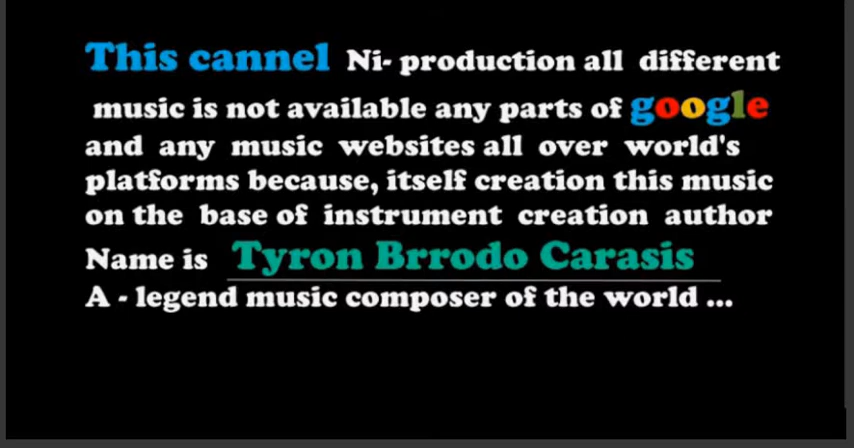 This cannel Ni- production all different
music is not available any parts of google
and any music websites all over world's
platforms because, itself creation this music
on the base of instrument creation author
Name is Tyron Brrodo Carasis
A - legend music composer of the world ...